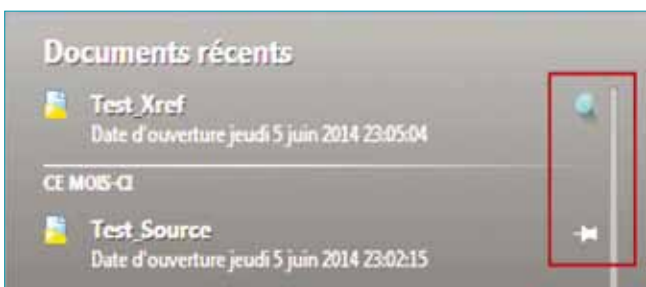 Documents récents
Test_Xref
Date d'ouverture jeudi 5 juin 2014 23:05:04
CE MOIS-CI
Test_Source
Date d'ouverture jeudi 5 juin 2014 23:02:15